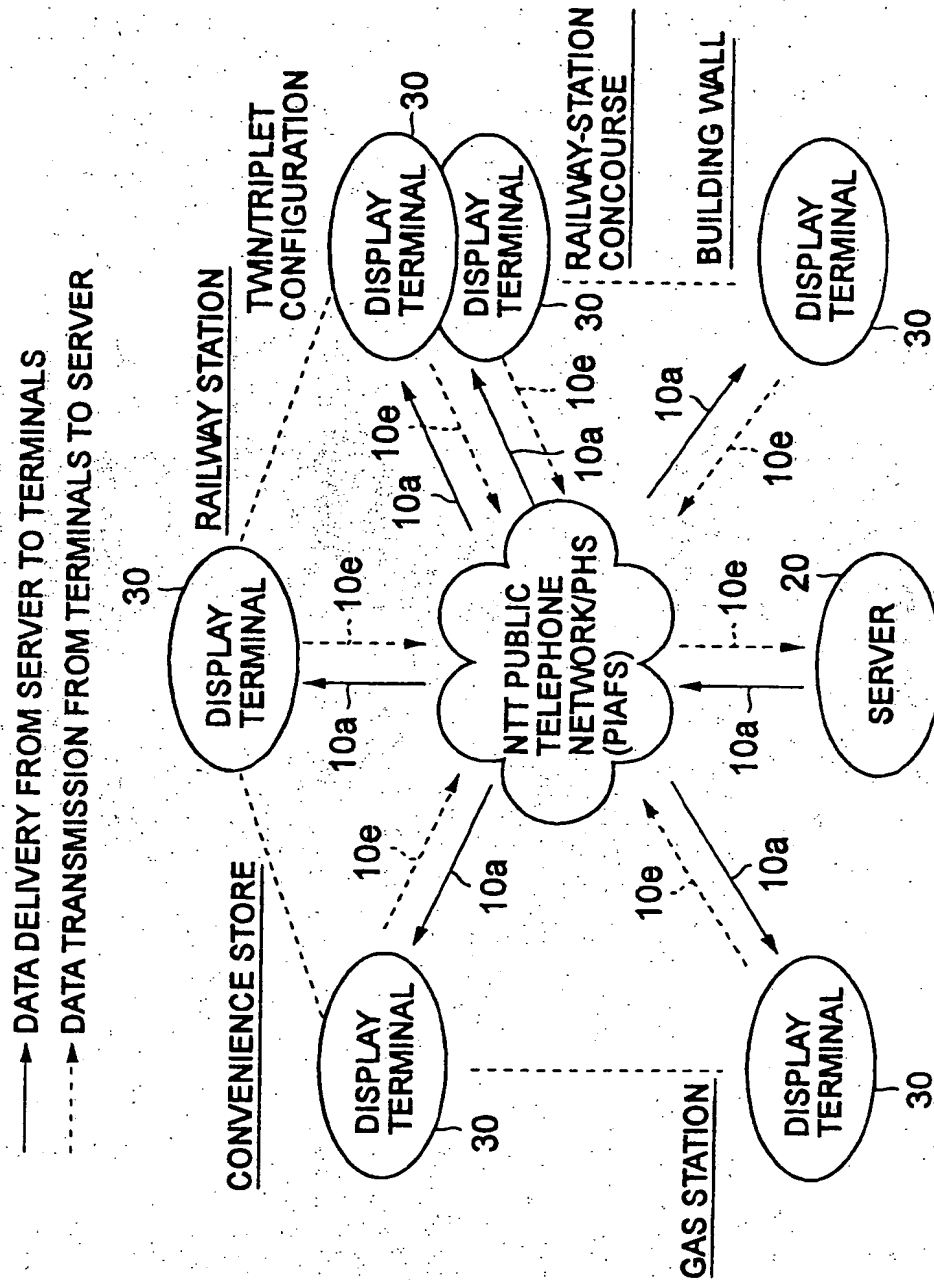 DATA DELIVERY FROM SERVER TO TERMINALS
DATA TRANSMISSION FROM TERMINALS TO SERVER
RAILWAY STATION
TWIN/TRIPLET
CONFIGURATION
CONVENIENCE STORE
30
DISPLAY
TERMINAL
30
DISPLAY
TERMINAL
DISPLAY
TERMINAL
30
10a
10e
10a
10e
10a
10e
DISPLAY
TERMINAL
30
10e
10a
RAILWAY-STATION
CONCOURSE
NTT PUBLIC
TELEPHONE
NETWORK/PHS
(PIAFS)
BUILDING WALL
GAS STATION
10e
10a
10a
10e
20
10a
10e
DISPLAY
TERMINAL
30
SERVER
DISPLAY
TERMINAL
30